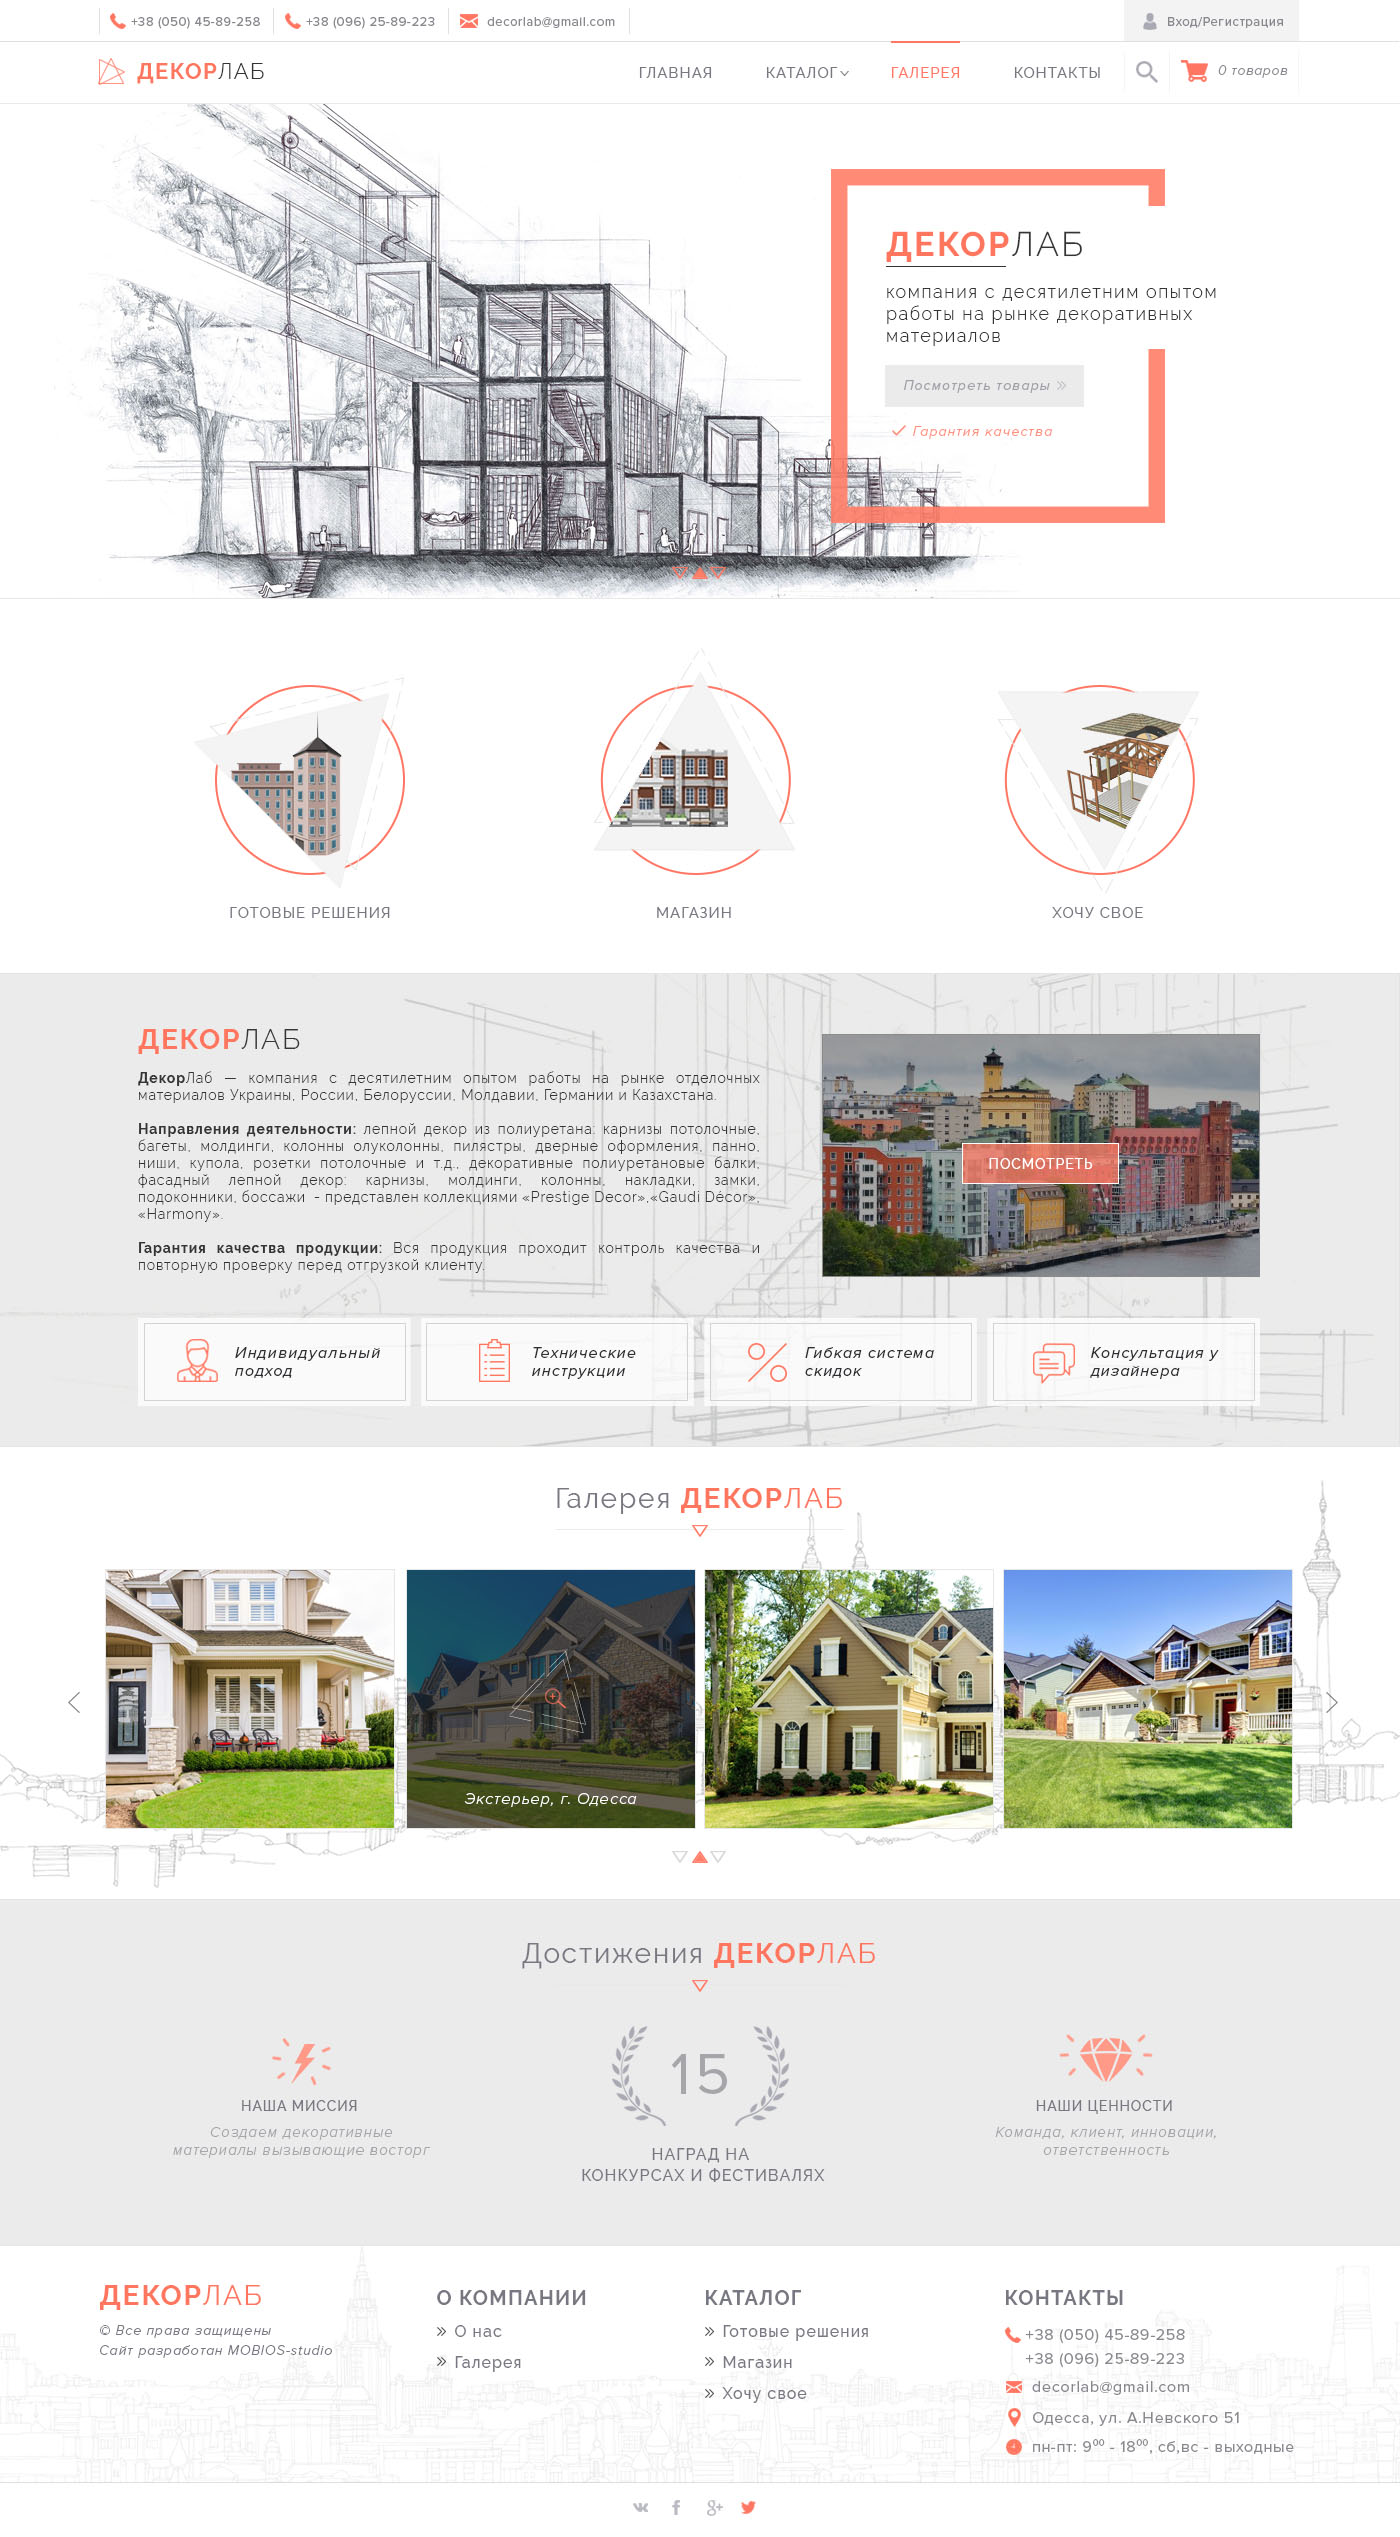 +38 (050) 45-89-258
+38 (096) 25-89-223
decorlab@gmail.com
Вход/Регистрация
ДЕКОРЛАБ
ГЛАВНАЯ
КАТАЛОГ
ГАЛЕРЕЯ
КОНТАКТЫ
0 товаров
ДЕКОРЛАБ
компания с десятилетним опытом
работы на рынке декоративных
материалов
Посмотреть товары »
Гарантия качества
ГОТОВЫЕ РЕШЕНИЯ
МАГАЗИН
ХОЧУ СВОЕ
ДЕКОРЛАБ
ДекорЛаб — компания с десятилетним опытом работы на рынке отделочных
материалов Украины, России, Белоруссии, Молдавии, Германии и Казахстана.
Направления деятельности: лепной декор из полиуретана: карнизы потолочные,
багеты, молдинги, колонны олуколонны, пилястры, дверные оформления, панно,
ниши, купола, розетки потолочные и т.д., декоративные полиуретановые балки,
фасадный лепной декор: карнизы, молдинги, колонны, накладки, замки,
подоконники, боссажи - представлен коллекциями «Prestige Decor»,«Gaudi Décor»,
«Harmony».
Гарантия качества продукции: Вся продукция проходит контроль качества и
повторную проверку перед отгрузкой клиенту.
ПОСМОТРЕТЬ
Индивидуальный
подход
Технические
инструкции
Гибкая система
скидок
Консультация у
дизайнера
Галерея ДЕКОРЛАБ
Экстерьер, г. Одесса
Достижения ДЕКОРЛАБ
НАША МИССИЯ
Создаем декоративные
материалы вызывающие восторг
15
НАГРАД НА
КОНКУРСАХ И ФЕСТИВАЛЯХ
НАШИ ЦЕННОСТИ
Команда, клиент, инновации,
ответственность
ДЕКОРЛАБ
© Все права защищены
Сайт разработан MOBIOS-studio
О КОМПАНИИ
» О нас
» Галерея
КАТАЛОГ
» Готовые решения
» Магазин
» Хочу свое
КОНТАКТЫ
+38 (050) 45-89-258
+38 (096) 25-89-223
decorlab@gmail.com
Одесса, ул. А.Невского 51
пн-пт: 9⁰⁰ - 18⁰⁰, сб,вс - выходные